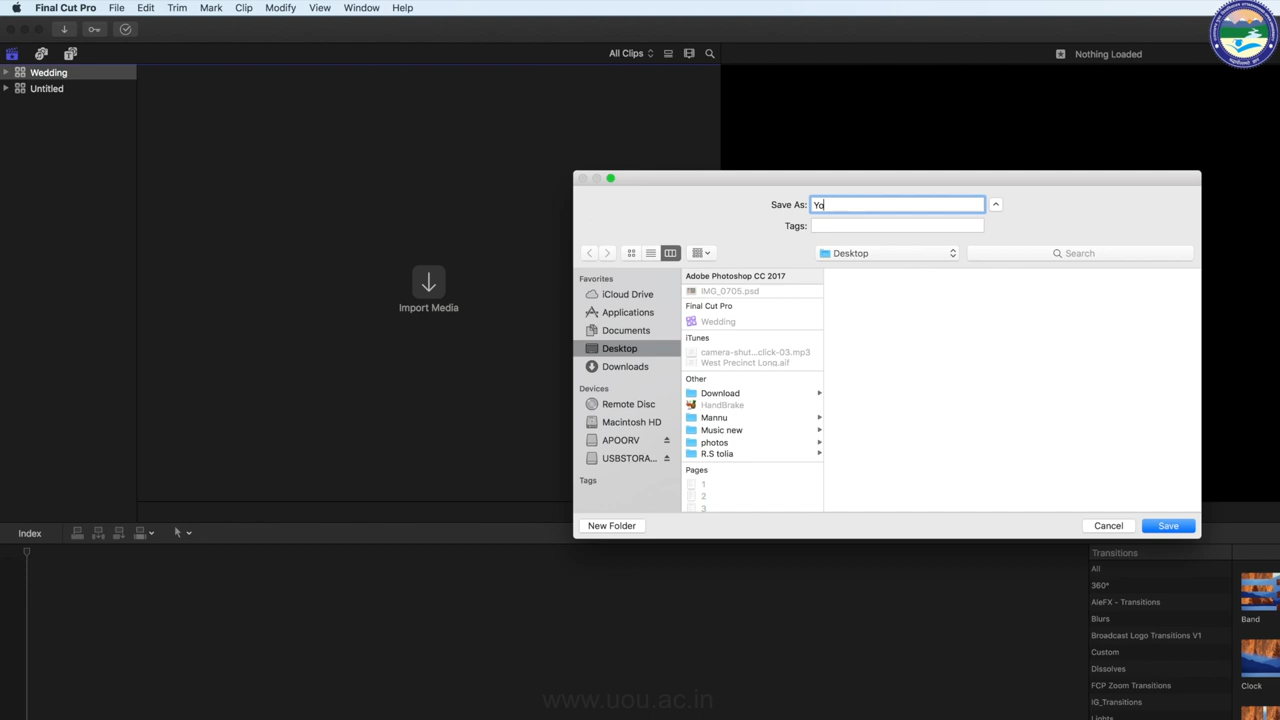 Final Cut Pro File Edit Trim Mark Clip Modify View Window Help
All Clips
Nothing Loaded
Wedding
Untitled
Import Media
Save As: Yo
Tags:
Desktop
Search
Favorites
iCloud Drive
Applications
Documents
Desktop
Downloads
Devices
Remote Disc
Macintosh HD
APOORV
USBSTORA...
Tags
Adobe Photoshop CC 2017
IMG_0705.psd
Final Cut Pro
Wedding
iTunes
camera-shut...click-03.mp3
West Precinct Long.aif
Other
Download
HandBrake
Mannu
Music new
photos
R.S tolia
Pages
1
2
3
New Folder
Cancel
Save
Index
Transitions
All
360°
AleFX - Transitions
Blurs
Broadcast Logo Transitions V1
Custom
Dissolves
FCP Zoom Transitions
IG_Transitions
Lights
Band
Clock
www.uou.ac.in